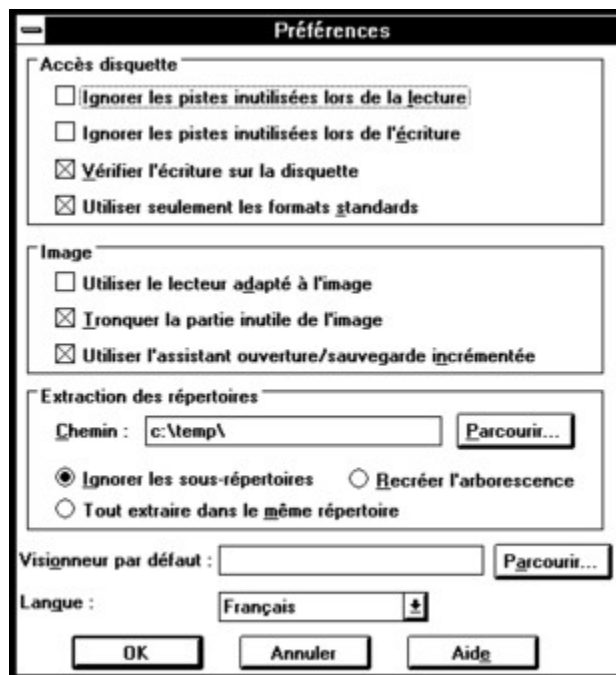 Préférences
Accès disquette
Ignorer les pistes inutilisées lors de la lecture
Ignorer les pistes inutilisées lors de l'écriture
Vérifier l'écriture sur la disquette
Utiliser seulement les formats standards
Image
Utiliser le lecteur adapté à l'image
Tronquer la partie inutile de l'image
Utiliser l'assistant ouverture/sauvegarde incrémentée
Extraction des répertoires
Chemin : c:\temp\ Parcourir...
Ignorer les sous-répertoires Recréer l'arborescence
Tout extraire dans le même répertoire
Visionneur par défaut : Parcourir...
Langue : Français
OK Annuler Aide